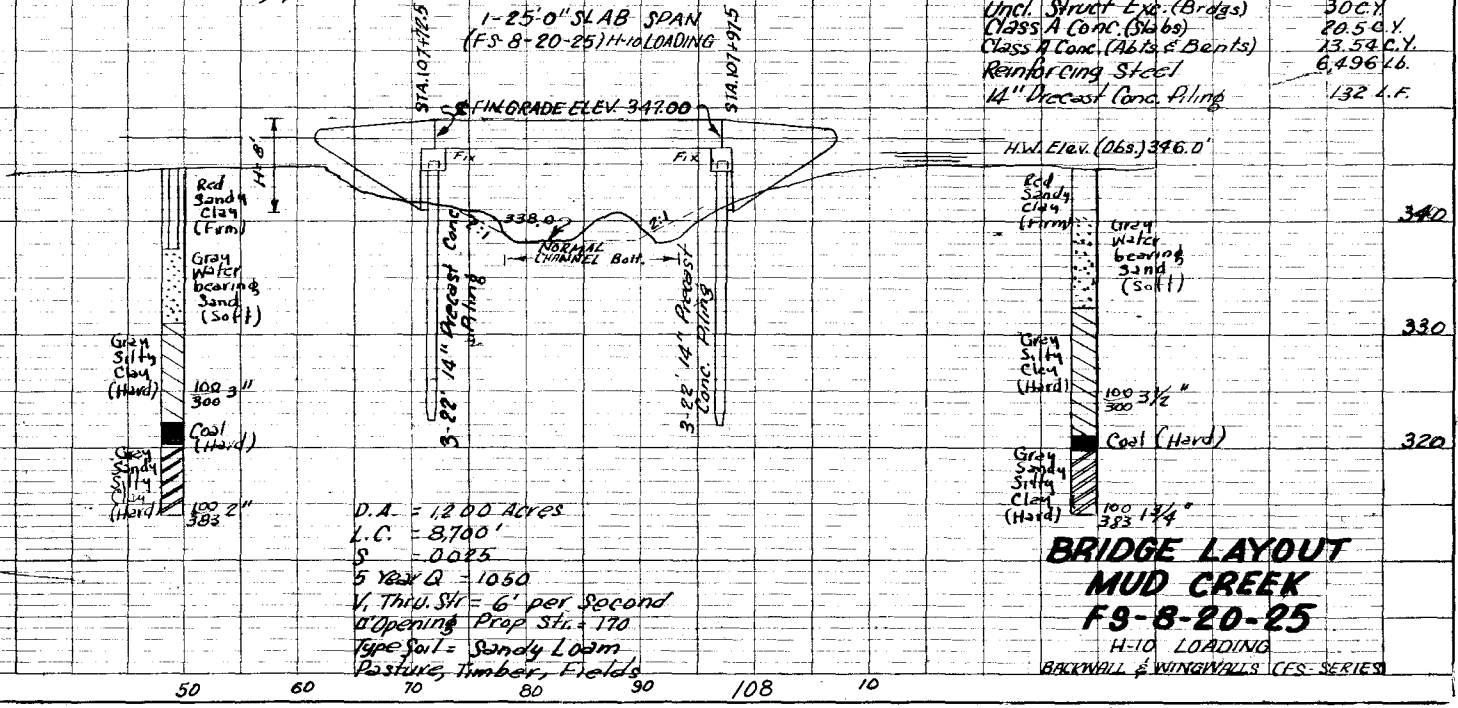 1-25'0" SLAB SPAN
(FS-8-20-25) H-10 LOADING
STA.107+72.5
STA.107+97.5
Uncl. Struct Exc. (Brdgs) 30 C.Y.
Class A Conc. (Slabs) 20.5 C.Y.
Class A Conc. (Abts. & Bents) 13.54 C.Y.
Reinforcing Steel 6,496 Lb.
14" Precast Conc. Piling 132 L.F.
FIN. GRADE ELEV. 347.00
H.W. Elev. (Obs.) 346.0'
H=8'
Fix
Fix
Red
Sandy
Clay
(Firm)
Gray
Water
bearing
Sand
(Soft)
Gray
Silty
Clay
(Hard)
100
300 3"
Coal
(Hard)
Gray
Sandy
Silty
Clay
(Hard)
100
383 2"
338.0
2:1
2:1
NORMAL
CHANNEL Bott.
3-22' 14" Precast Conc.
Piling
3-22' 14" Precast
Conc. Piling
Red
Sandy
Clay
(Firm)
Gray
Water
bearing
Sand
(Soft)
Gray
Silty
Clay
(Hard)
100
300 3 1/2"
Coal (Hard)
Gray
Sandy
Silty
Clay
(Hard)
100
383 1 3/4"
340
330
320
D.A. = 1,200 Acres
L.C. = 8,700'
S = .0025
5 Year Q = 1050
V. Thru. Str = 6' per Second
Opening Prop Str. = 170
Type Soil = Sandy Loam
Pasture, Timber, Fields
BRIDGE LAYOUT
MUD CREEK
FS-8-20-25
H-10 LOADING
BACKWALL & WINGWALLS (FS-SERIES)
50 60 70 80 90 108 10